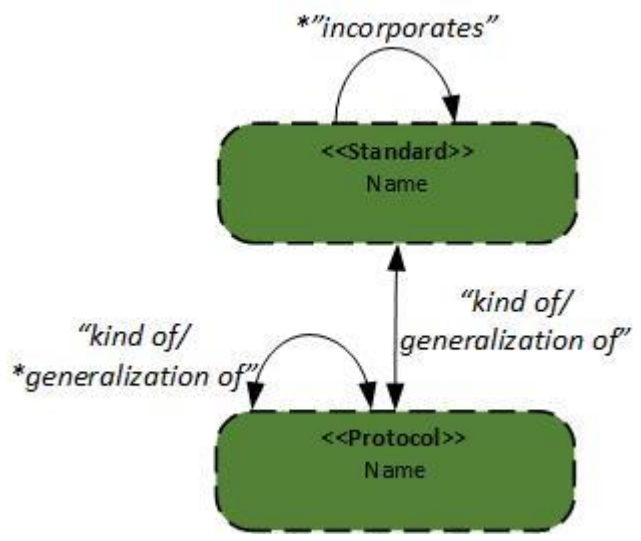 *”incorporates”
<<Standard>>
Name
“kind of/
generalization of”
“kind of/
*generalization of”
<<Protocol>>
Name